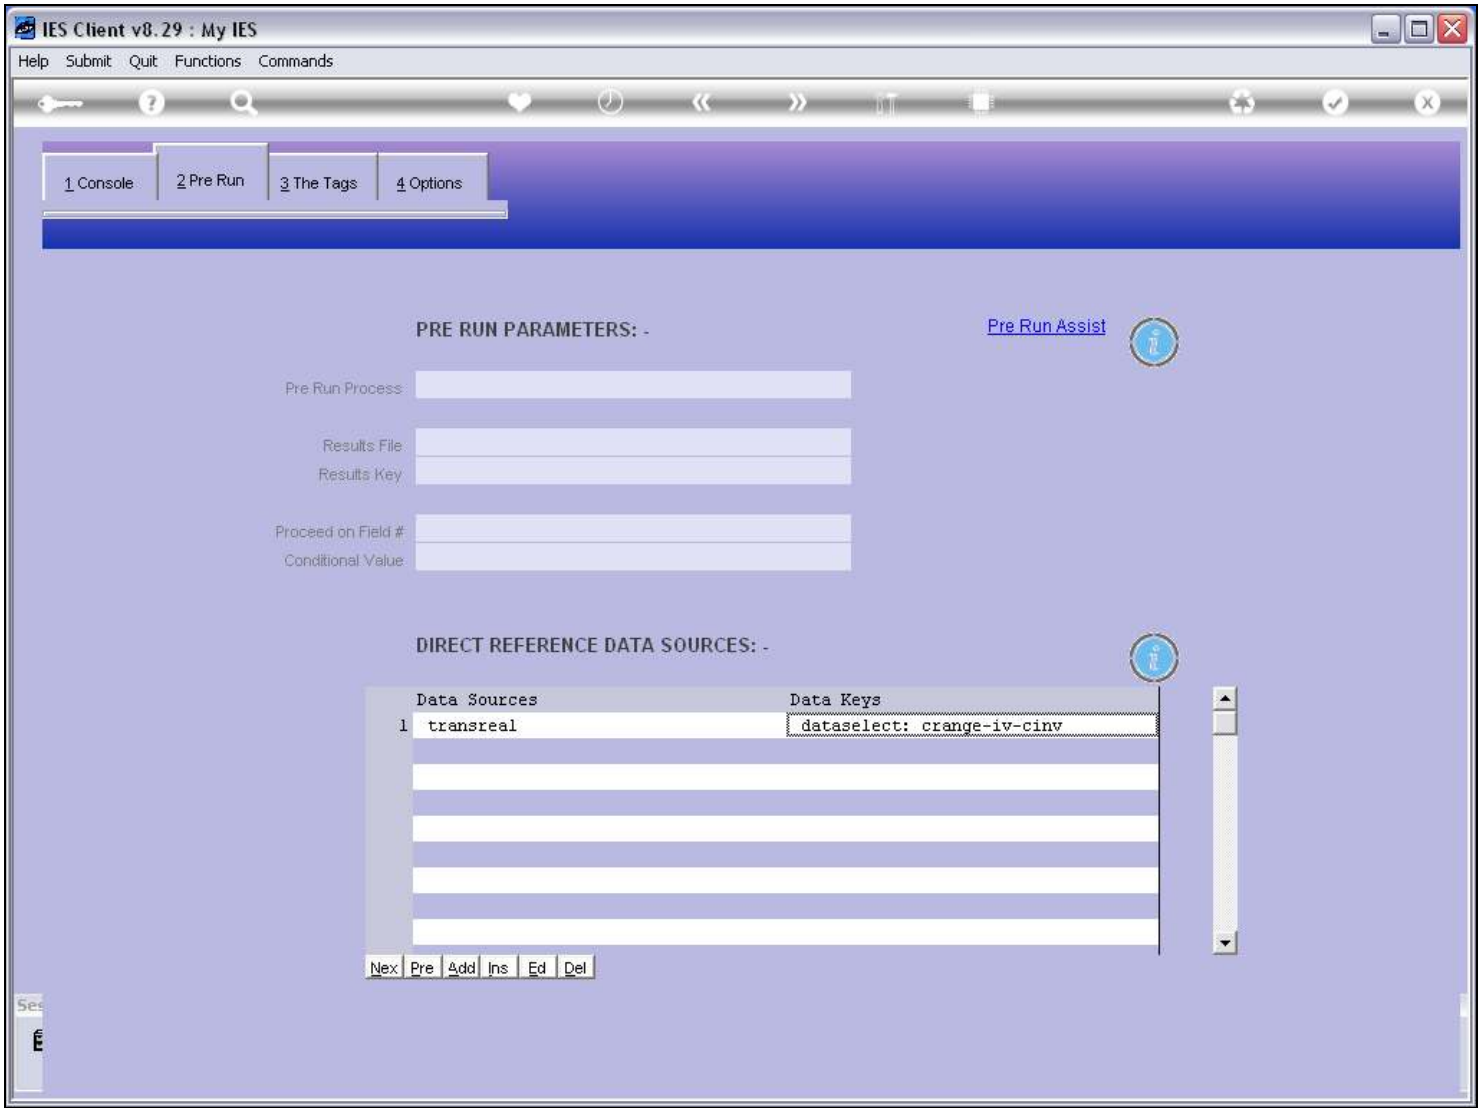 IES Client v8.29 : My IES
Help Submit Quit Functions Commands
1 Console 2 Pre Run 3 The Tags 4 Options
PRE RUN PARAMETERS: - Pre Run Assist
Pre Run Process
Results File
Results Key
Proceed on Field #
Conditional Value
DIRECT REFERENCE DATA SOURCES: -
Data Sources Data Keys
1 transreal dataselect: crange-iv-cinv
Nex Pre Add Ins Ed Del
Ses